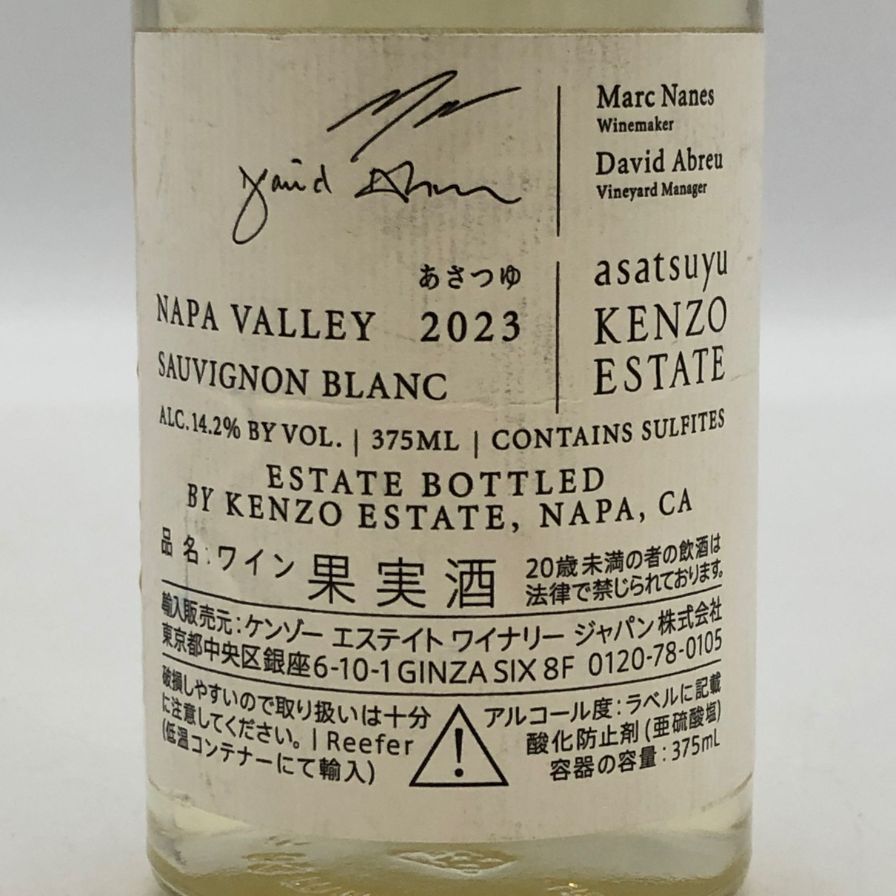 David Abreu
Marc Nanes
Winemaker
David Abreu
Vineyard Manager
あさつゆ
NAPA VALLEY 2023
SAUVIGNON BLANC
asatsuyu
KENZO
ESTATE
ALC.14.2% BY VOL. | 375ML | CONTAINS SULFITES
ESTATE BOTTLED
BY KENZO ESTATE, NAPA, CA
品名:ワイン 果実酒
20歳未満の者の飲酒は
法律で禁じられております。
輸入販売元:ケンゾー エステイト ワイナリー ジャパン株式会社
東京都中央区銀座6-10-1 GINZA SIX 8F 0120-78-0105
破損しやすいので取り扱いは十分
に注意してください。| Reefer
(低温コンテナーにて輸入)
アルコール度:ラベルに記載
酸化防止剤(亜硫酸塩)
容器の容量:375mL